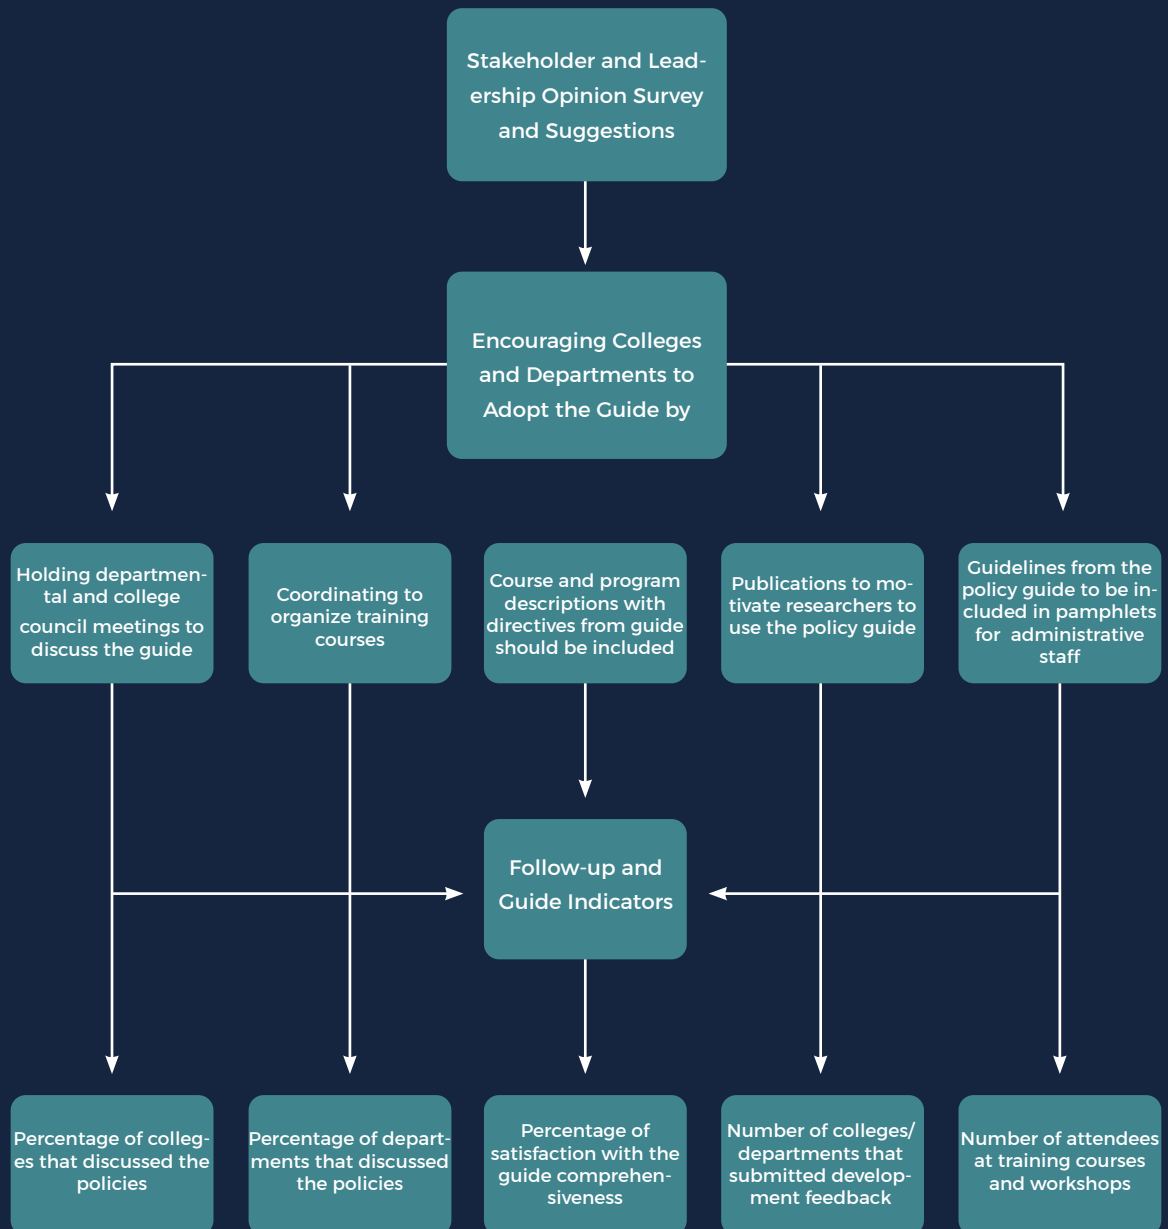 Stakeholder and Lead-
ership Opinion Survey
and Suggestions
Encouraging Colleges
and Departments to
Adopt the Guide by
Holding departmen-
tal and college
council meetings to
discuss the guide
Coordinating to
organize training
courses
Course and program
descriptions with
directives from guide
should be included
Publications to mo-
tivate researchers to
use the policy guide
Guidelines from the
policy guide to be in-
cluded in pamphlets
for administrative
staff
Follow-up and
Guide Indicators
Percentage of colleg-
es that discussed the
policies
Percentage of depart-
ments that discussed
the policies
Percentage of
satisfaction with the
guide comprehen-
siveness
Number of colleges/
departments that
submitted develop-
ment feedback
Number of attendees
at training courses
and workshops